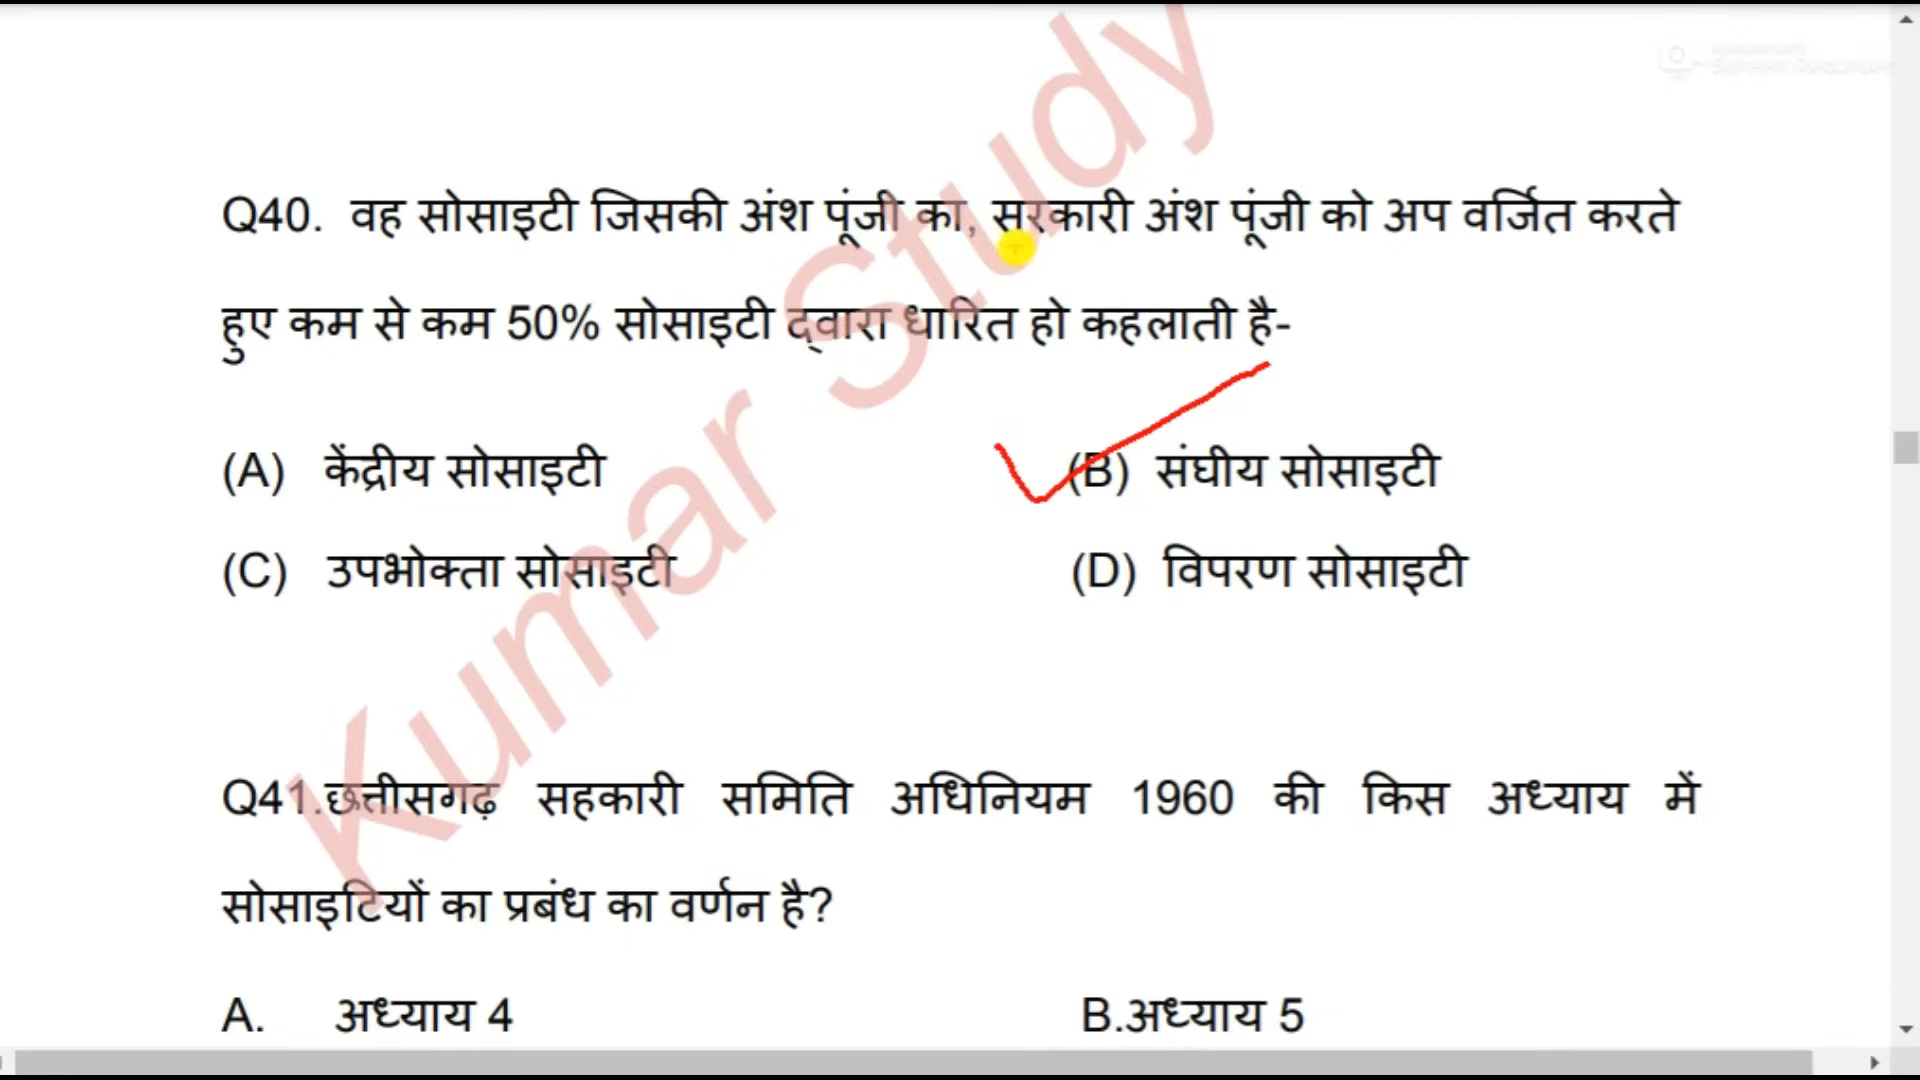 Q40. वह सोसाइटी जिसकी अंश पूंजी का, सरकारी अंश पूंजी को अप वर्जित करते
हुए कम से कम 50% सोसाइटी द्वारा धारित हो कहलाती है-
(A) केंद्रीय सोसाइटी (B) संघीय सोसाइटी
(C) उपभोक्ता सोसाइटी (D) विपरण सोसाइटी
Q41.छत्तीसगढ़ सहकारी समिति अधिनियम 1960 की किस अध्याय में
सोसाइटियों का प्रबंध का वर्णन है?
A. अध्याय 4 B.अध्याय 5
Kumar Study